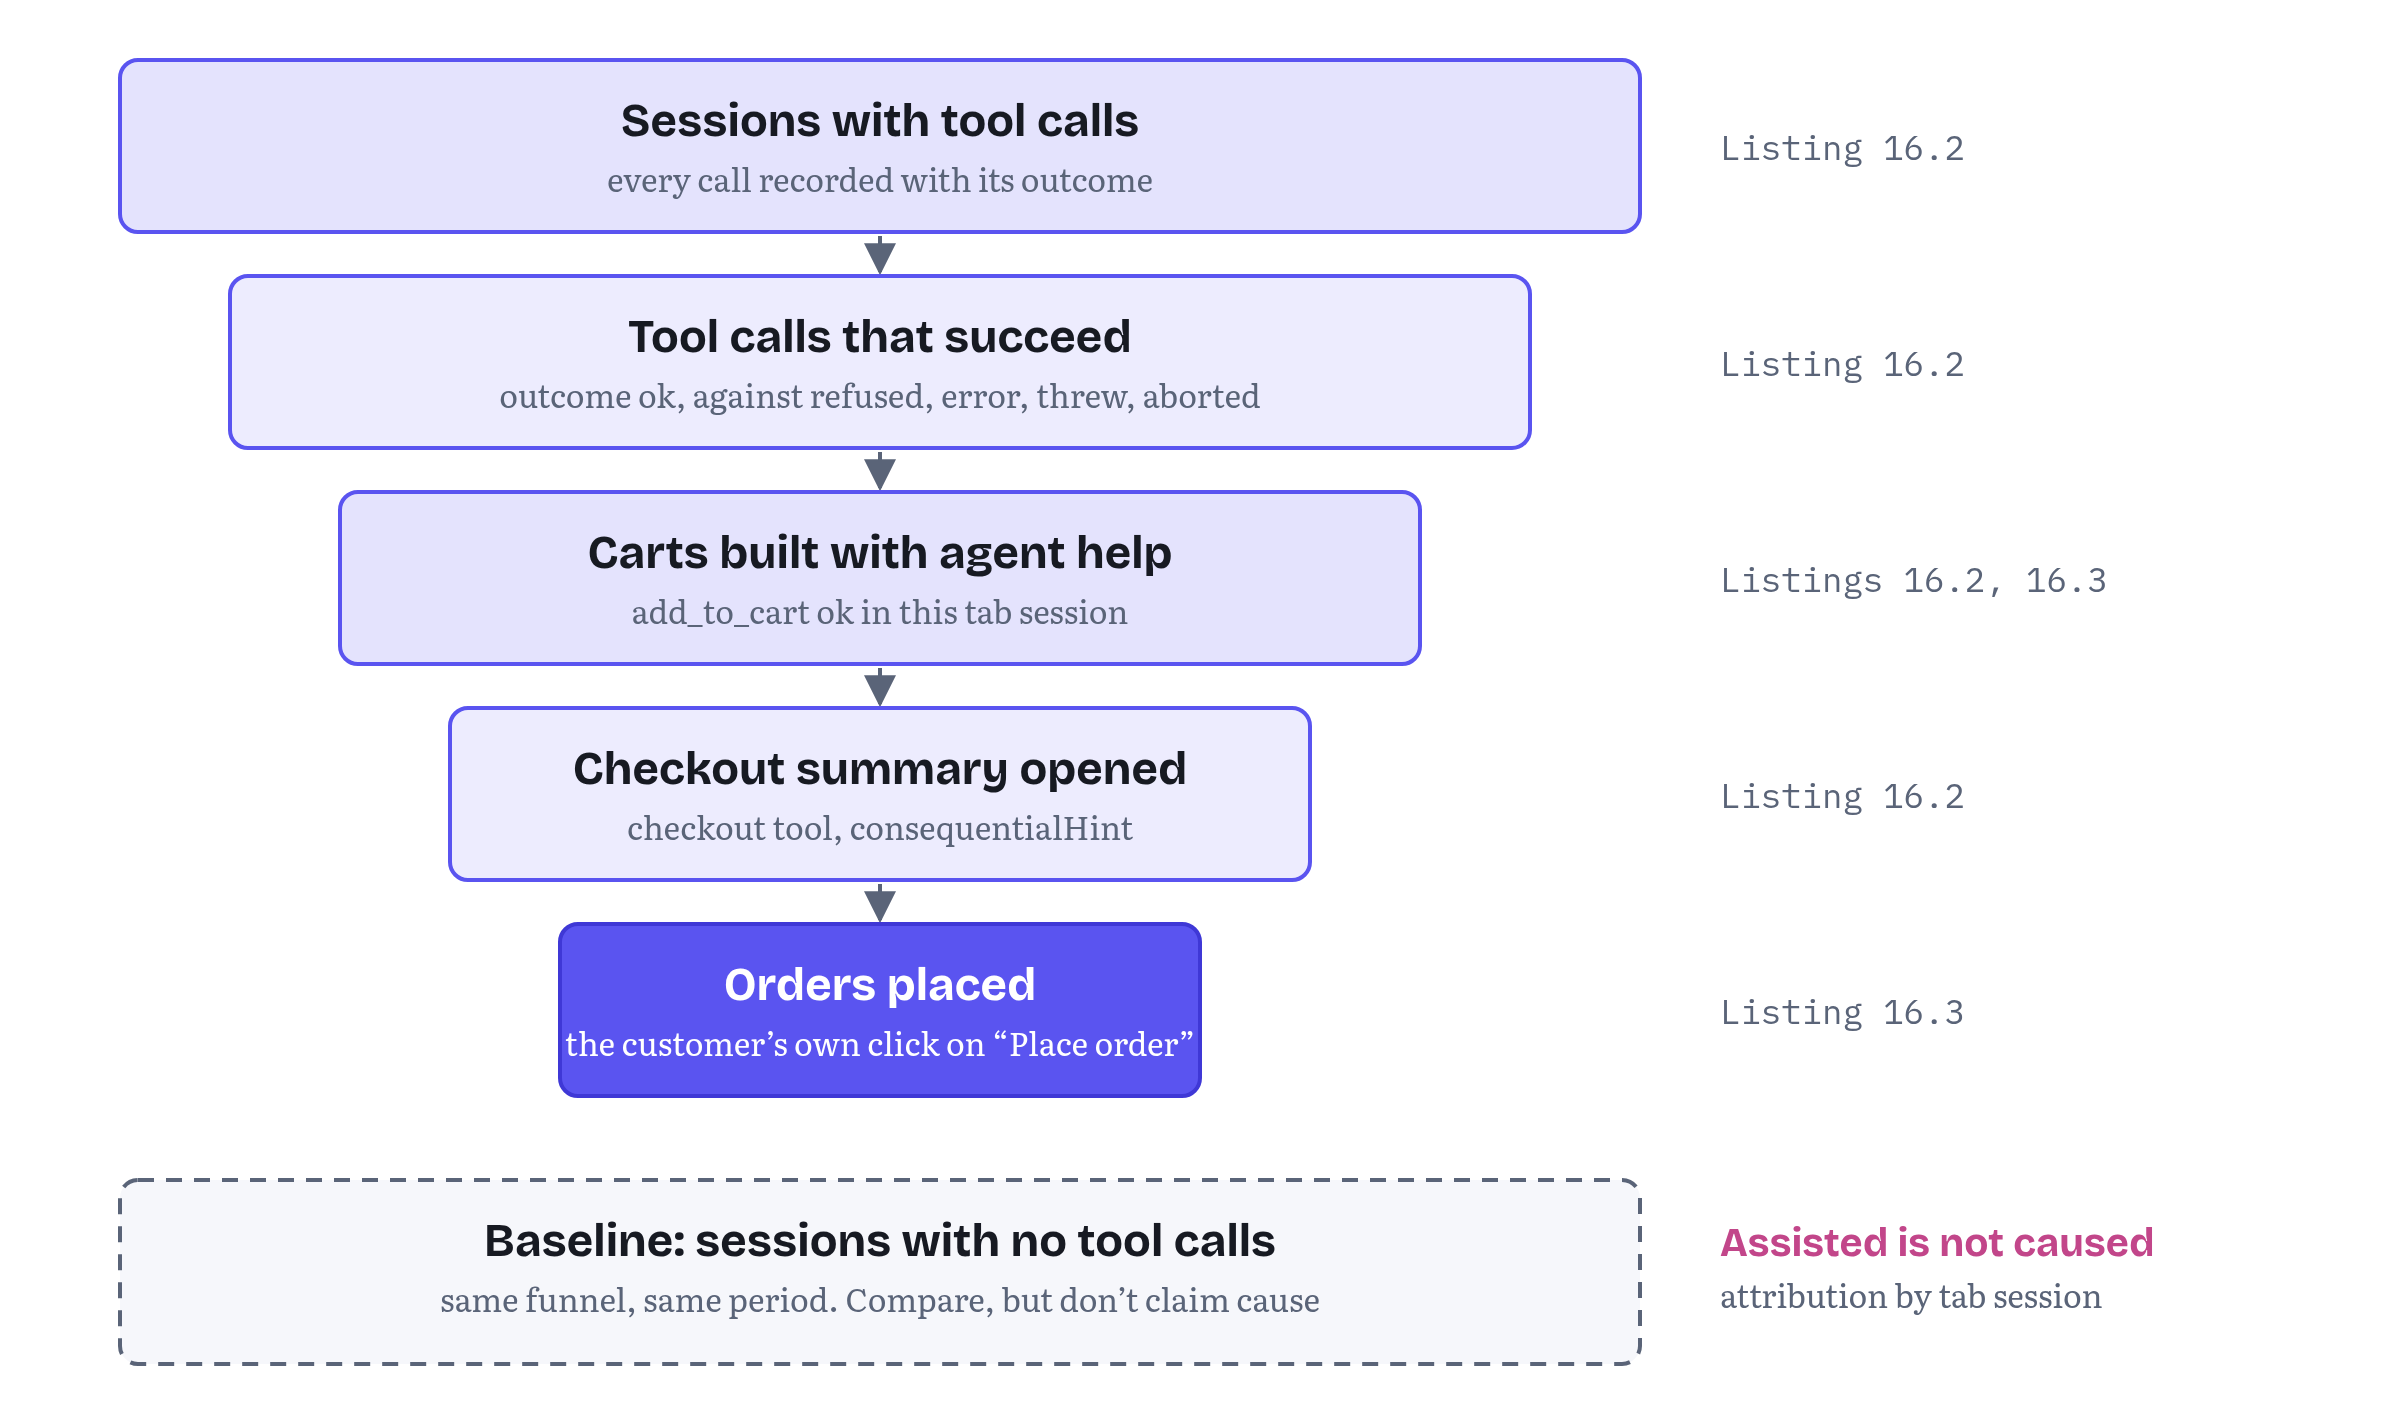 Sessions with tool calls
every call recorded with its outcome
Listing 16.2
Tool calls that succeed
outcome ok, against refused, error, threw, aborted
Listing 16.2
Carts built with agent help
add_to_cart ok in this tab session
Listings 16.2, 16.3
Checkout summary opened
checkout tool, consequentialHint
Listing 16.2
Orders placed
the customer’s own click on “Place order”
Listing 16.3
Baseline: sessions with no tool calls
same funnel, same period. Compare, but don’t claim cause
Assisted is not caused
attribution by tab session